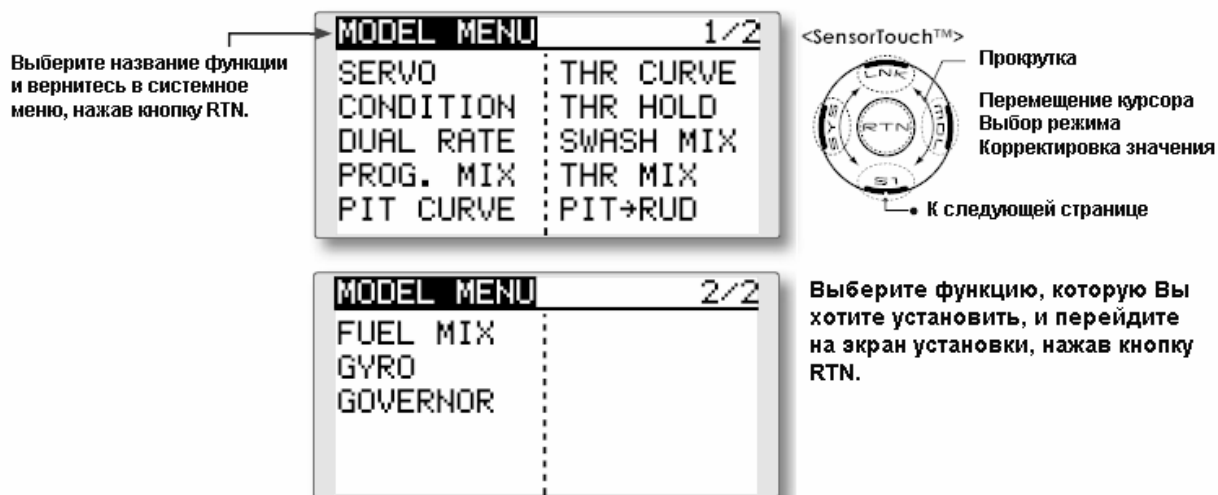 Выберите название функции
и вернитесь в системное
меню, нажав кнопку RTN.
MODEL MENU 1/2
SERVO THR CURVE
CONDITION THR HOLD
DUAL RATE SWASH MIX
PROG. MIX THR MIX
PIT CURVE PIT→RUD
<SensorTouch™>
LNK
SYS
RTN
MDL
S1
Прокрутка
Перемещение курсора
Выбор режима
Корректировка значения
К следующей странице
MODEL MENU 2/2
FUEL MIX
GYRO
GOVERNOR
Выберите функцию, которую Вы
хотите установить, и перейдите
на экран установки, нажав кнопку
RTN.